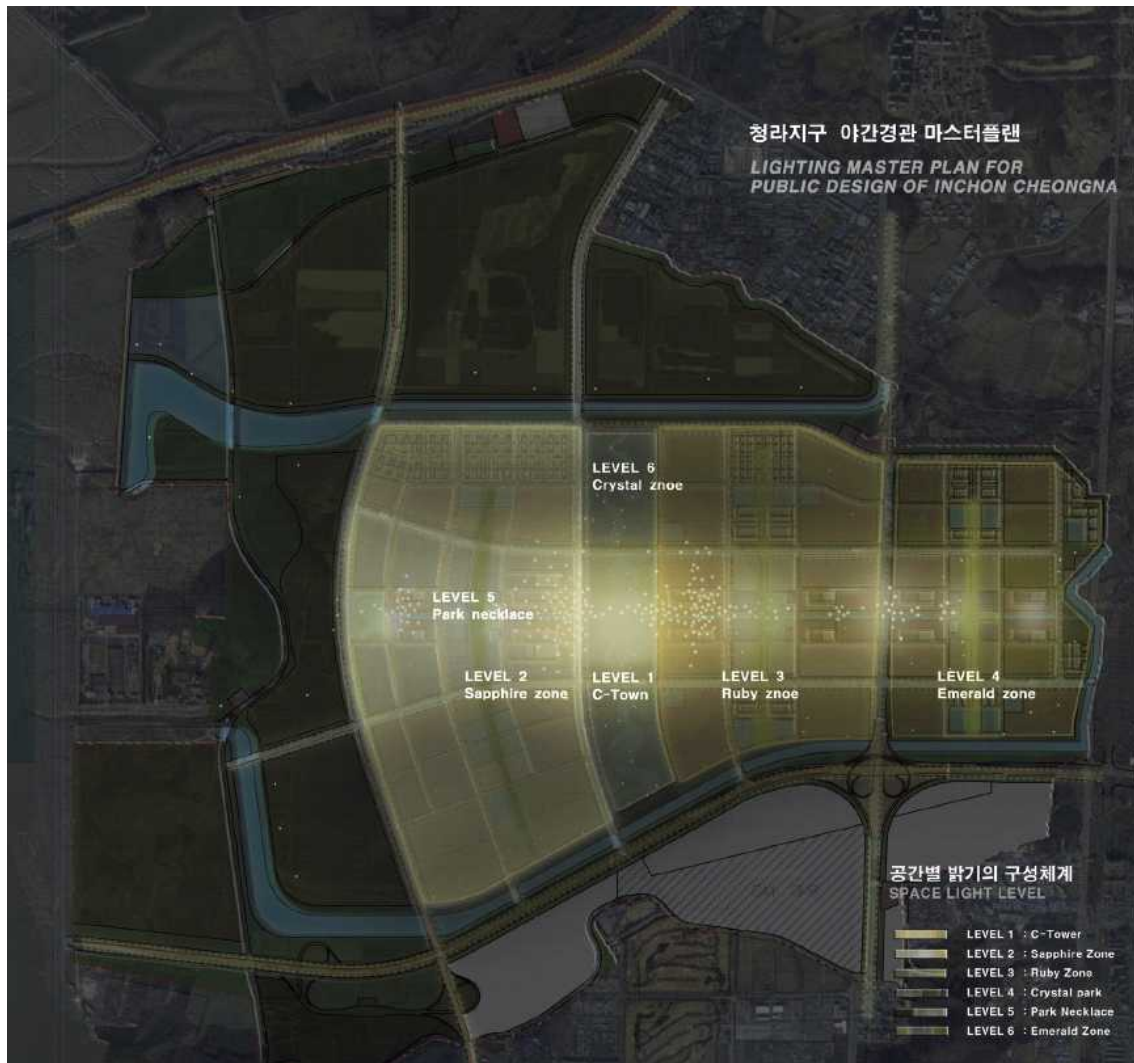 청라지구 야간경관 마스터플랜
LIGHTING MASTER PLAN FOR
PUBLIC DESIGN OF INCHON CHEONGNA
LEVEL 6
Crystal znoe
LEVEL 5
Park necklace
LEVEL 2
Sapphire zone
LEVEL 1
C-Town
LEVEL 3
Ruby znoe
LEVEL 4
Emerald zone
공간별 밝기의 구성체계
SPACE LIGHT LEVEL
LEVEL 1 : C-Tower
LEVEL 2 : Sapphire Zone
LEVEL 3 : Ruby Zone
LEVEL 4 : Crystal park
LEVEL 5 : Park Necklace
LEVEL 6 : Emerald Zone